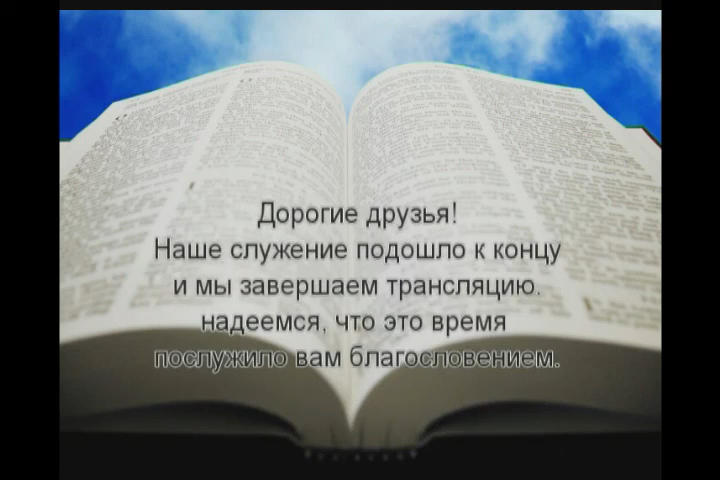 Дорогие друзья!
Наше служение подошло к концу
и мы завершаем трансляцию.
надеемся, что это время
послужило вам благословением.